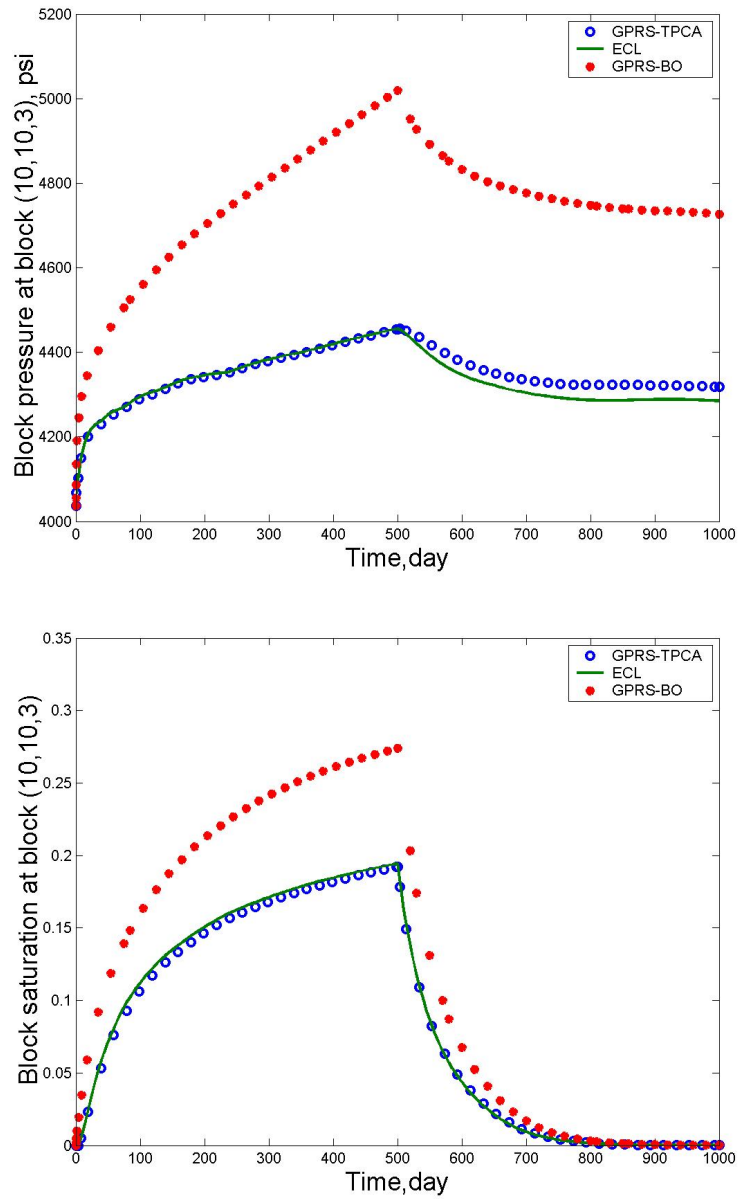 5200
5000
4800
4600
4400
4200
4000
Block pressure at block (10,10,3), psi
GPRS-TPCA
ECL
GPRS-BO
0 100 200 300 400 500 600 700 800 900 1000
Time,day
0.35
0.3
0.25
0.2
0.15
0.1
0.05
0
Block saturation at block (10,10,3)
GPRS-TPCA
ECL
GPRS-BO
0 100 200 300 400 500 600 700 800 900 1000
Time,day